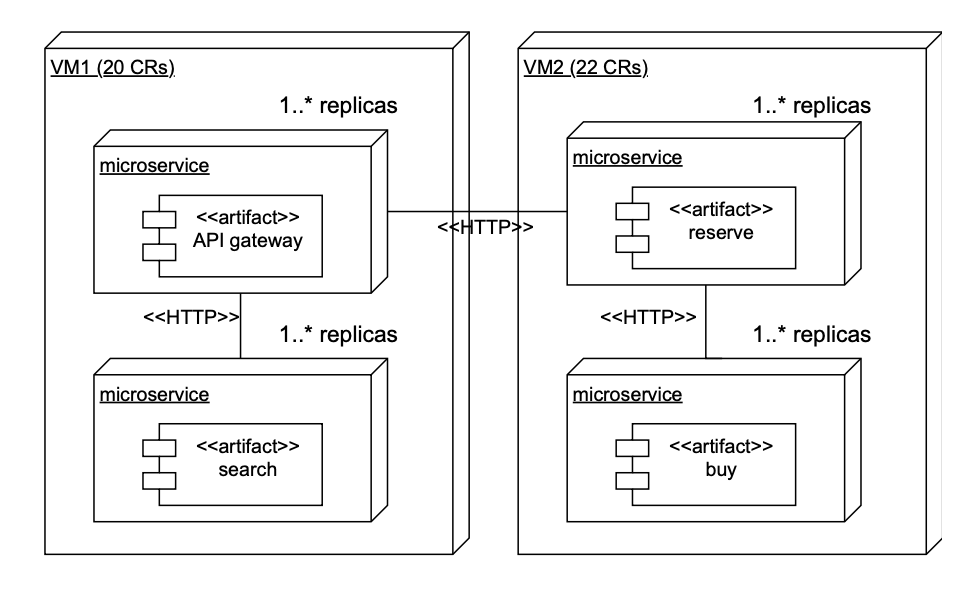 VM1 (20 CRs)
1..* replicas
microservice
<<artifact>>
API gateway
<<HTTP>>
1..* replicas
microservice
<<artifact>>
search
<<HTTP>>
VM2 (22 CRs)
1..* replicas
microservice
<<artifact>>
reserve
<<HTTP>>
1..* replicas
microservice
<<artifact>>
buy